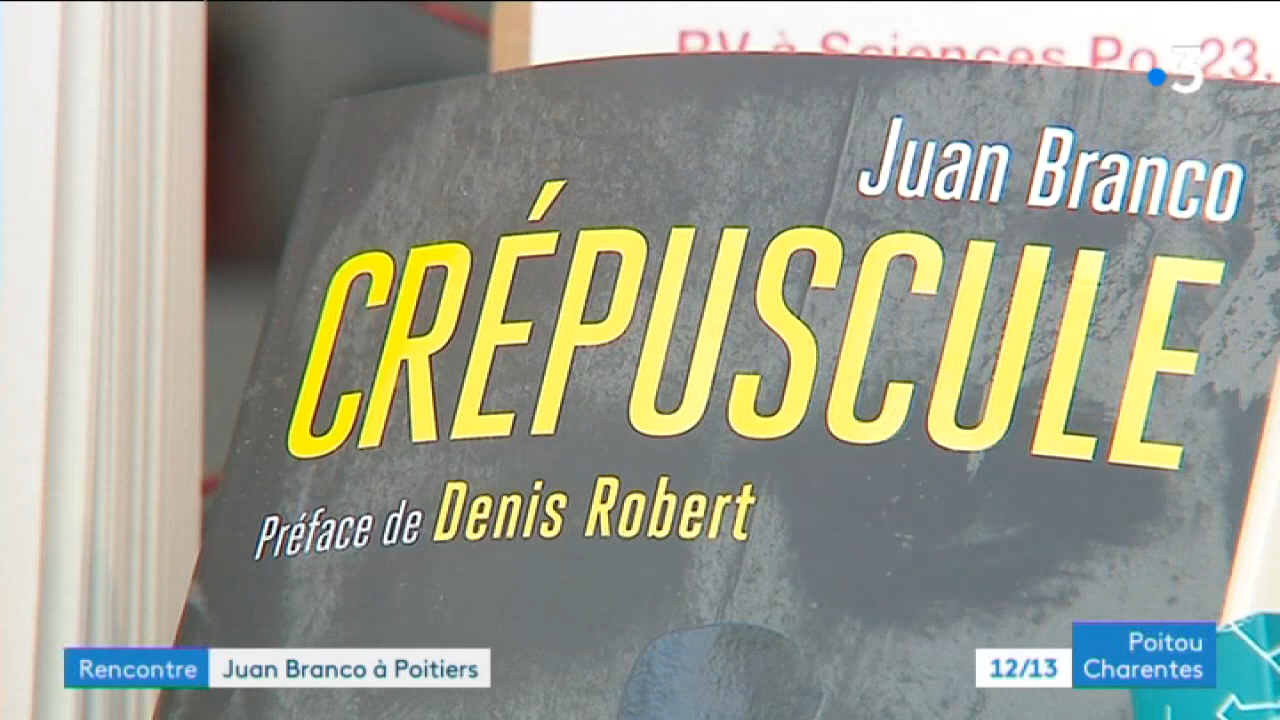 RV à Sciences Po 23.
3
Juan Branco
CRÉPUSCULE
Préface de Denis Robert
Rencontre Juan Branco à Poitiers
12/13
Poitou
Charentes